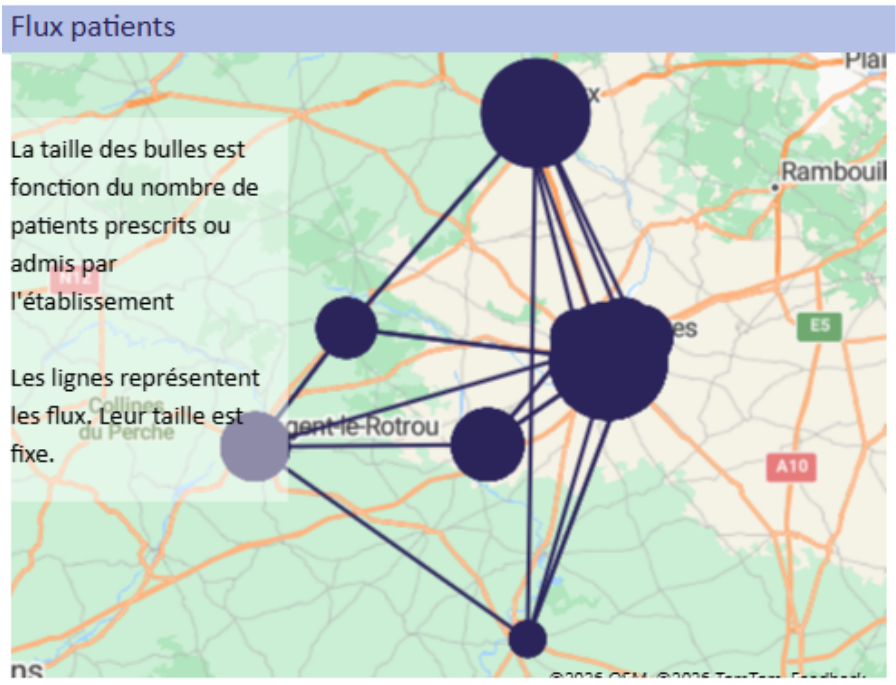 Flux patients
Plai
x
Rambouil
La taille des bulles est
fonction du nombre de
patients prescrits ou
admis par
N12
l'établissement
es
E5
Les lignes représentent
Collines
les flux. Leur taille est
du Perche
gent-le-Rotrou
fixe.
A10
ns
©2026 OSM ©2026 TomTom Feedback